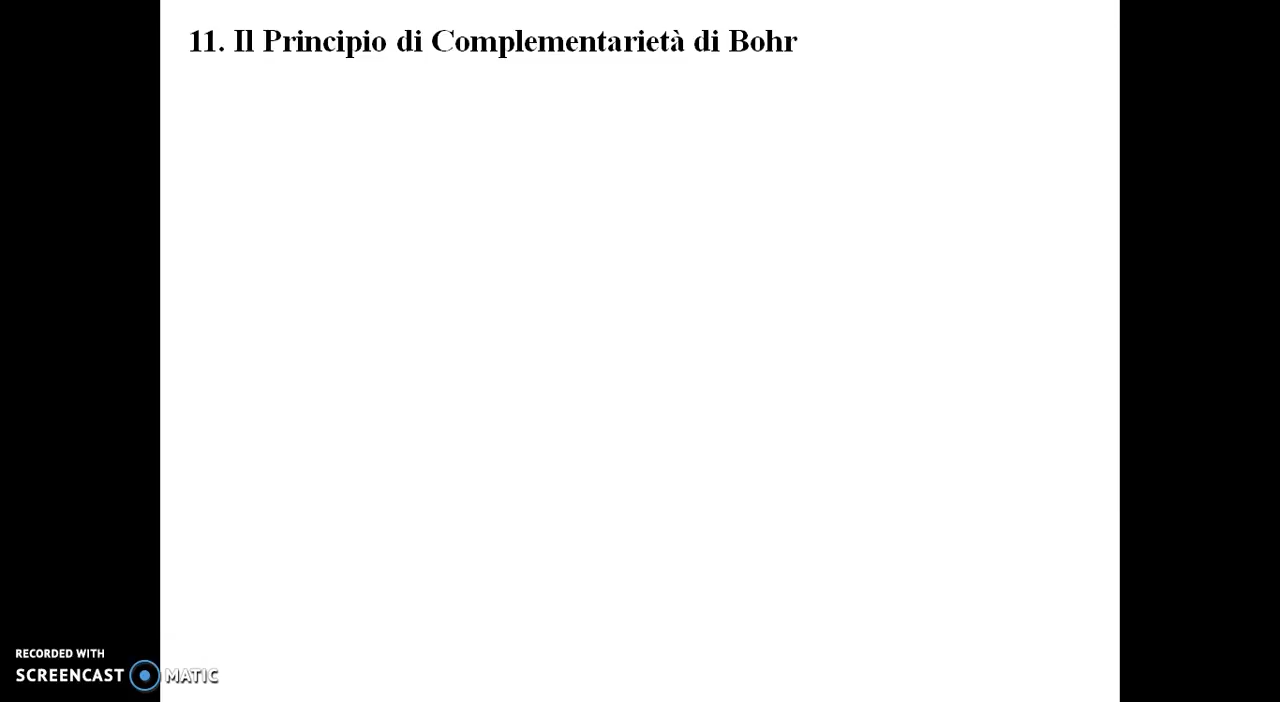 11. Il Principio di Complementarietà di Bohr
RECORDED WITH
SCREENCAST MATIC